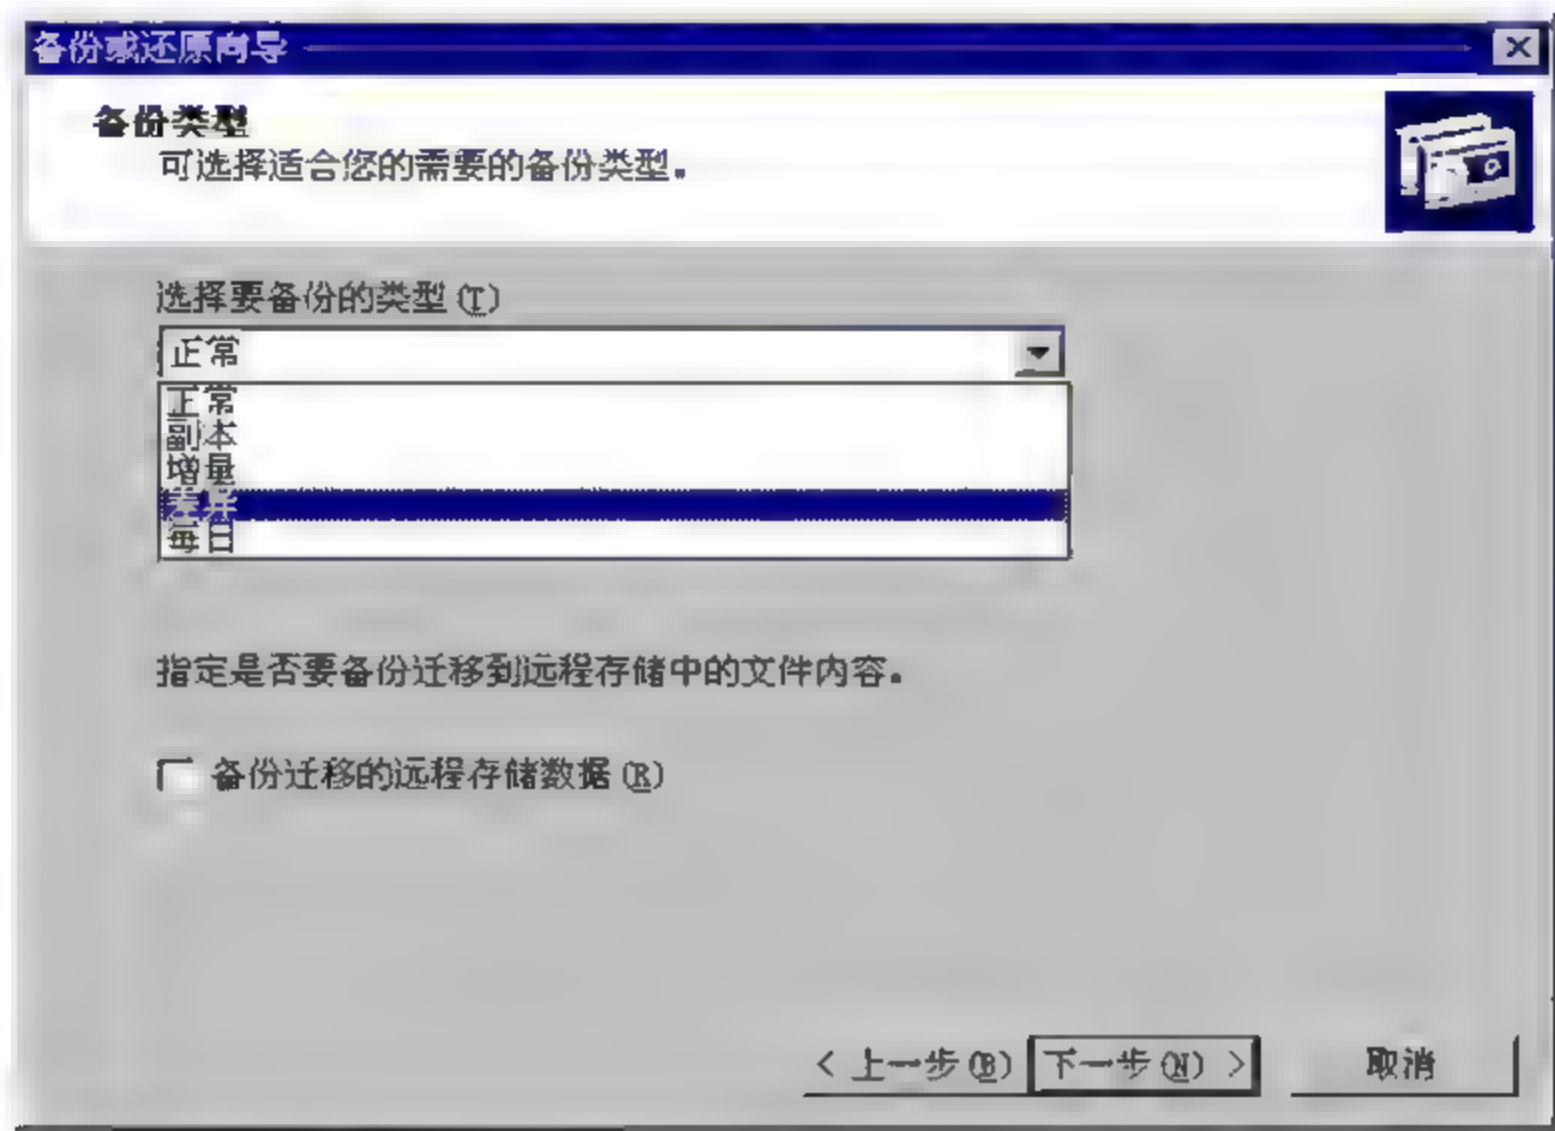 备份或还原向导
备份类型
可选择适合您的需要的备份类型。
选择要备份的类型(T)
正常
正常
副本
增量
差异
每日
指定是否要备份迁移到远程存储中的文件内容。
备份迁移的远程存储数据(R)
< 上一步(B) 下一步(N) > 取消